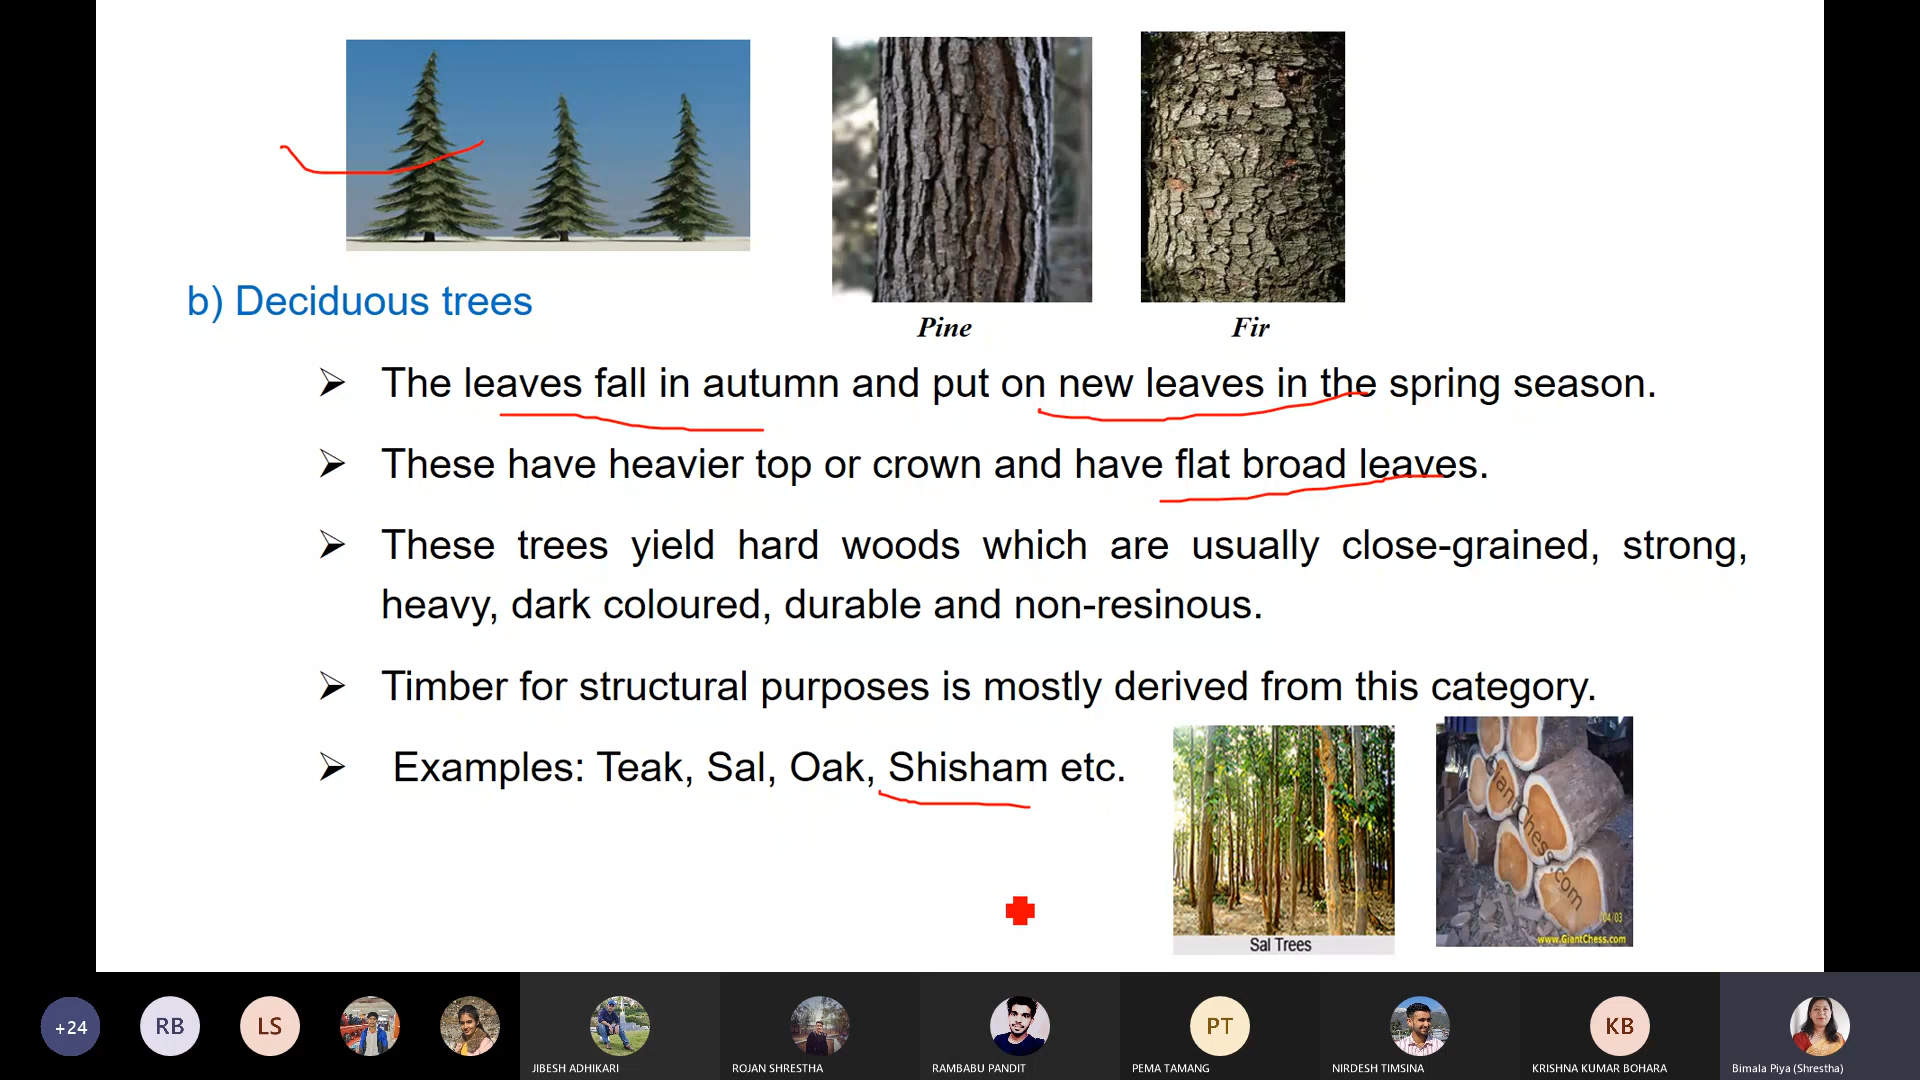 b) Deciduous trees
Pine
Fir
➢ The leaves fall in autumn and put on new leaves in the spring season.
➢ These have heavier top or crown and have flat broad leaves.
➢ These trees yield hard woods which are usually close-grained, strong,
heavy, dark coloured, durable and non-resinous.
➢ Timber for structural purposes is mostly derived from this category.
➢ Examples: Teak, Sal, Oak, Shisham etc.
Sal Trees
GiantChess.com
04/03
www.GiantChess.com
+24
RB
LS
PT
KB
JIBESH ADHIKARI
ROJAN SHRESTHA
RAMBABU PANDIT
PEMA TAMANG
NIRDESH TIMSINA
KRISHNA KUMAR BOHARA
Bimala Piya (Shrestha)